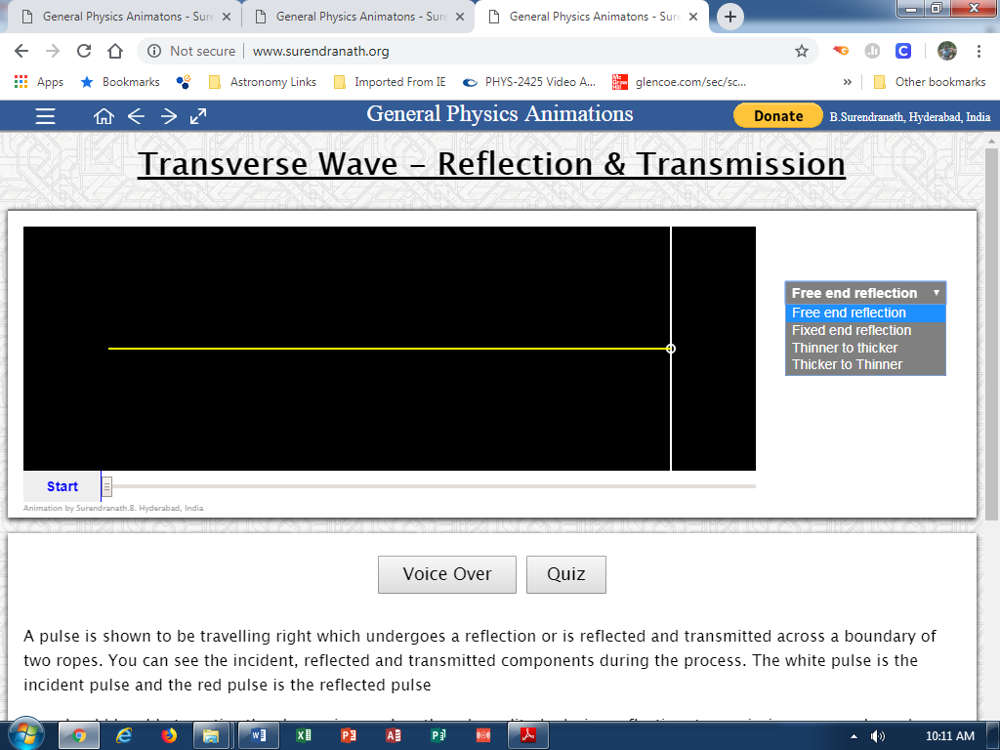 General Physics Animatons - Sure
General Physics Animatons - Sure
General Physics Animatons - Sure
Not secure | www.surendranath.org
Apps Bookmarks Astronomy Links Imported From IE PHYS-2425 Video A... glencoe.com/sec/sc... » Other bookmarks
General Physics Animations Donate B.Surendranath, Hyderabad, India
Transverse Wave – Reflection & Transmission
Free end reflection
Free end reflection
Fixed end reflection
Thinner to thicker
Thicker to Thinner
Start
Animation by Surendranath.B. Hyderabad, India
Voice Over Quiz
A pulse is shown to be travelling right which undergoes a reflection or is reflected and transmitted across a boundary of
two ropes. You can see the incident, reflected and transmitted components during the process. The white pulse is the
incident pulse and the red pulse is the reflected pulse
10:11 AM